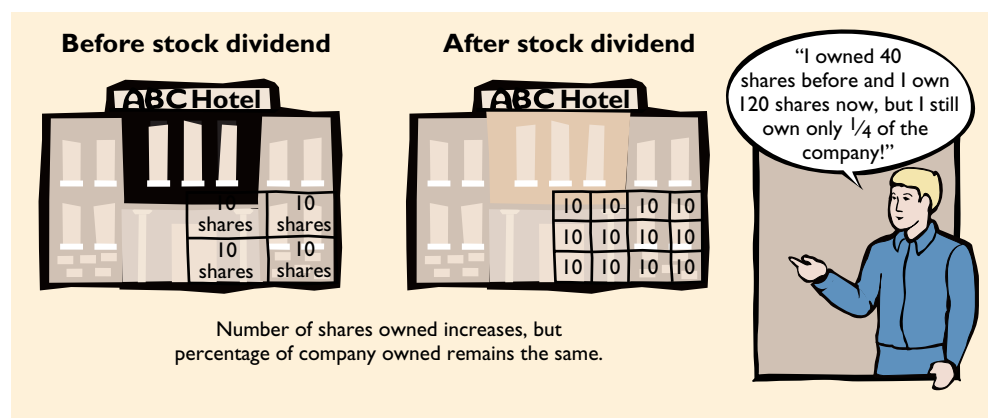 Before stock dividend
After stock dividend
ABC Hotel
ABC Hotel
10
shares
10
shares
10
shares
10
shares
10 10 10 10
10 10 10 10
10 10 10 10
“I owned 40
shares before and I own
120 shares now, but I still
own only 1/4 of the
company!”
Number of shares owned increases, but
percentage of company owned remains the same.